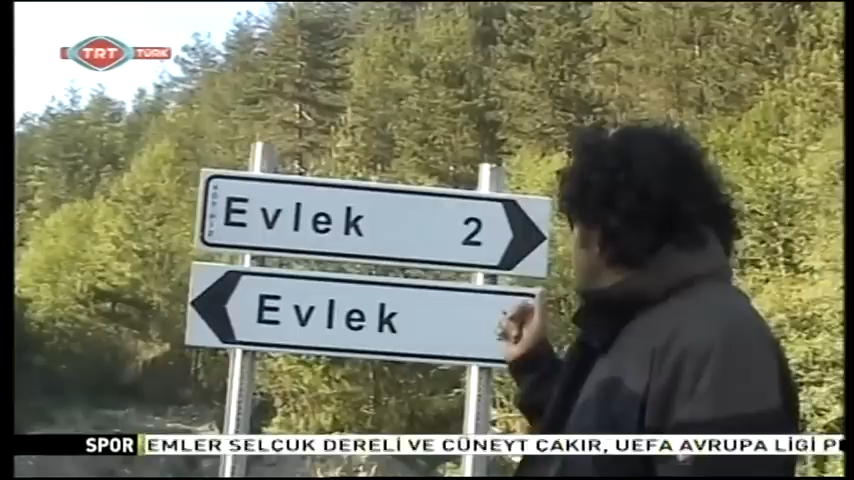 TRT TÜRK
Evlek 2
Evlek
SPOR EMLER SELÇUK DERELİ VE CÜNEYT ÇAKIR, UEFA AVRUPA LİGİ